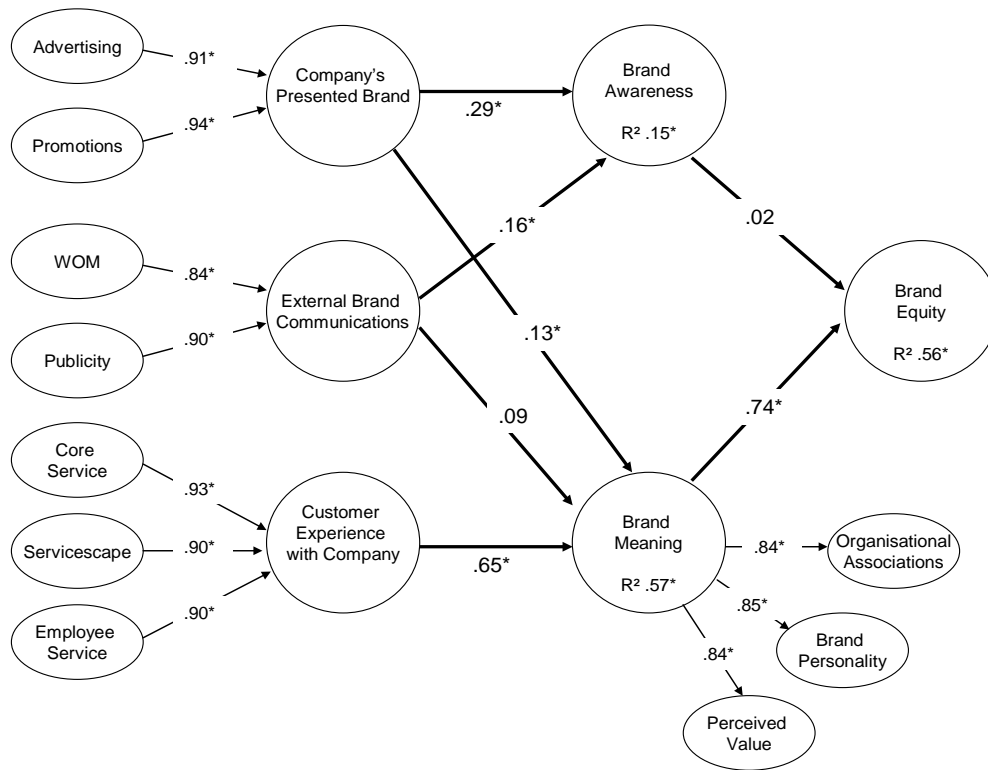 Advertising
.91*
Promotions
.94*
Company's
Presented Brand
.29*
Brand
Awareness
R² .15*
WOM
.84*
Publicity
.90*
External Brand
Communications
.16*
.13*
.09
.02
Brand
Equity
R² .56*
.74*
Core
Service
.93*
Servicescape
.90*
Employee
Service
.90*
Customer
Experience
with Company
.65*
Brand
Meaning
R² .57*
.84*
Organisational
Associations
.85*
Brand
Personality
.84*
Perceived
Value